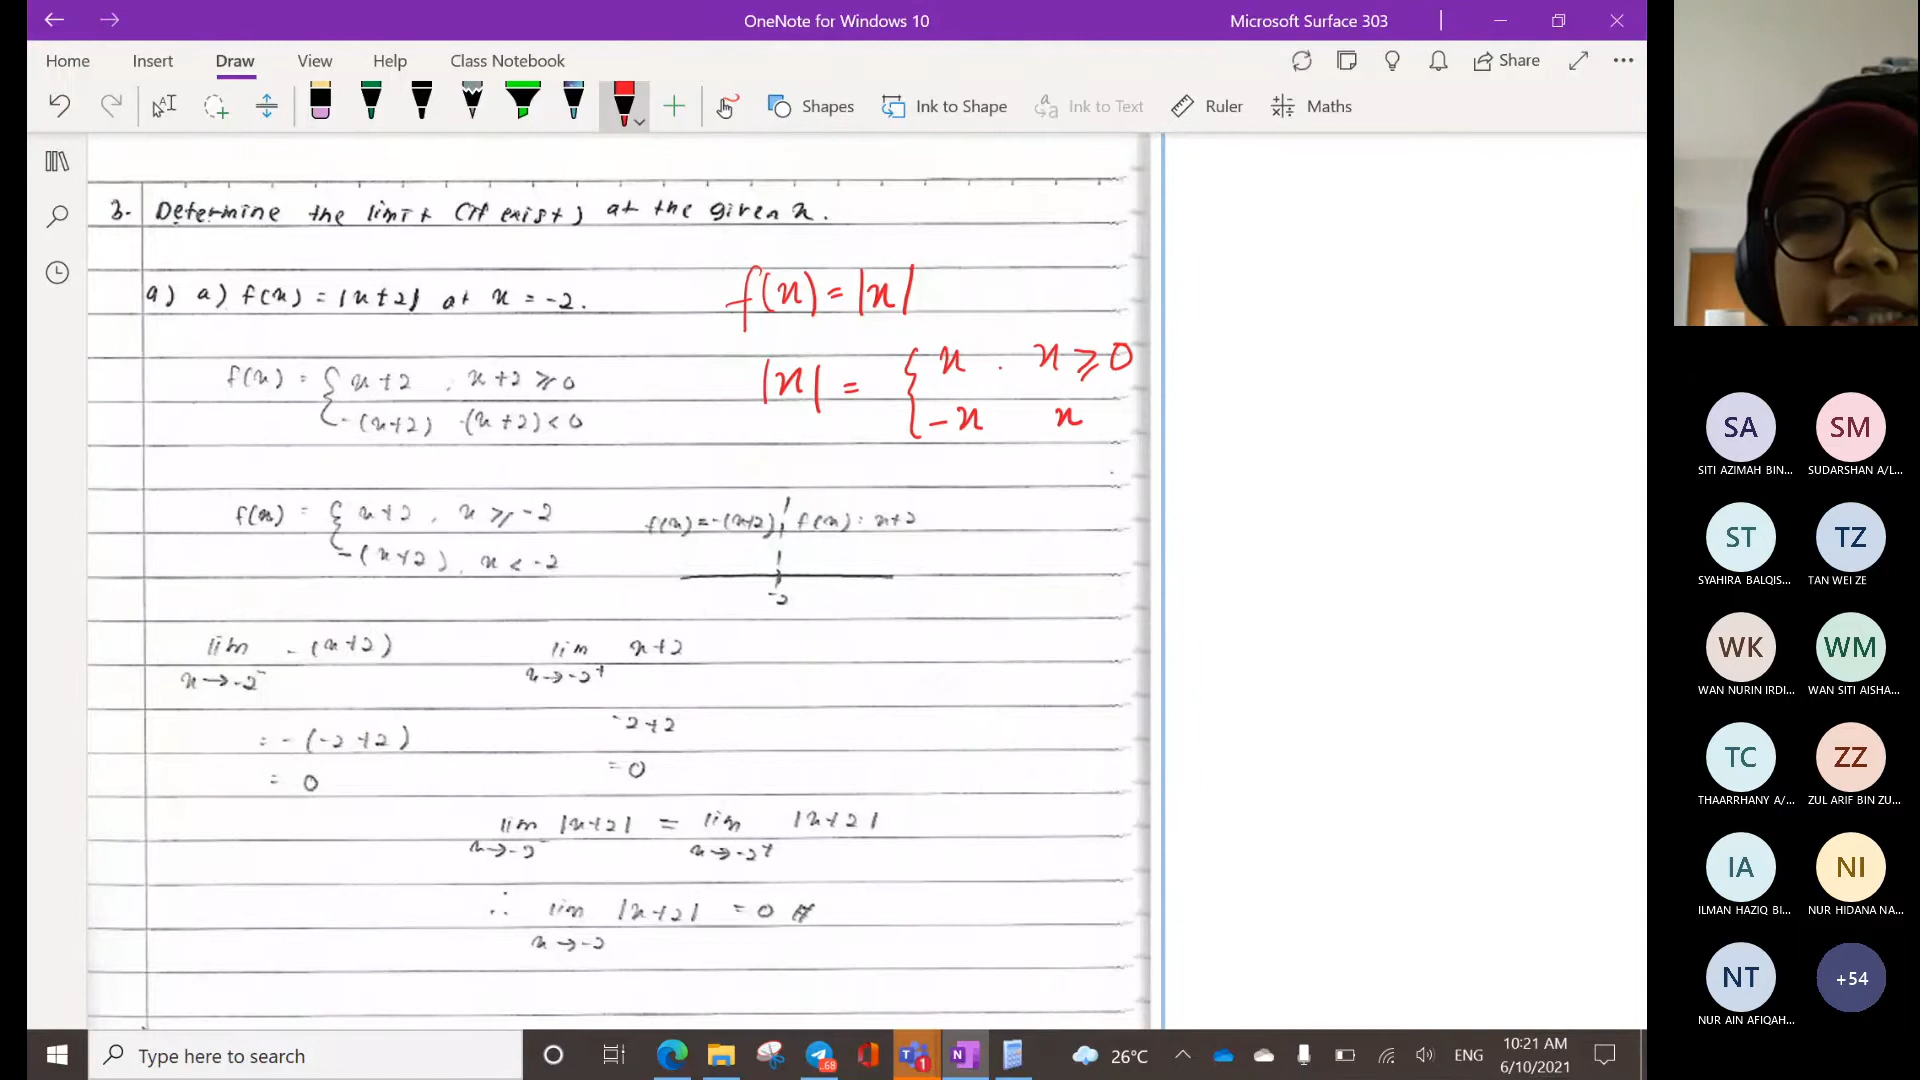 OneNote for Windows 10
Microsoft Surface 303
Home Insert Draw View Help Class Notebook
Share
Shapes Ink to Shape Ink to Text Ruler Maths
3. Determine the limit (if exist) at the given x.
a) a) f(x) = |x+2| at x = -2.
f(x) = |x|
f(x) = { x+2 , x+2 ≥ 0
-(x+2) (x+2) < 0
|x| = { x . x ≥ 0
-x x
f(x) = { x+2 , x ≥ -2
-(x+2) , x < -2
f(x) = -(x+2) f(x) = x+2
-2
lim -(x+2) lim x+2
x→-2⁻ x→-2⁺
= -(-2+2) -2+2
= 0 = 0
lim |x+2| = lim |x+2|
x→-2⁻ x→-2⁺
∴ lim |x+2| = 0 #
x→-2
SA SM
SITI AZIMAH BIN... SUDARSHAN A/L...
ST TZ
SYAHIRA BALQIS... TAN WEI ZE
WK WM
WAN NURIN IRDI... WAN SITI AISHA...
TC ZZ
THAARRHANY A/... ZUL ARIF BIN ZU...
IA NI
ILMAN HAZIQ BI... NUR HIDANA NA...
NT +54
NUR AIN AFIQAH...
Type here to search
68
1
26°C
ENG
10:21 AM
6/10/2021